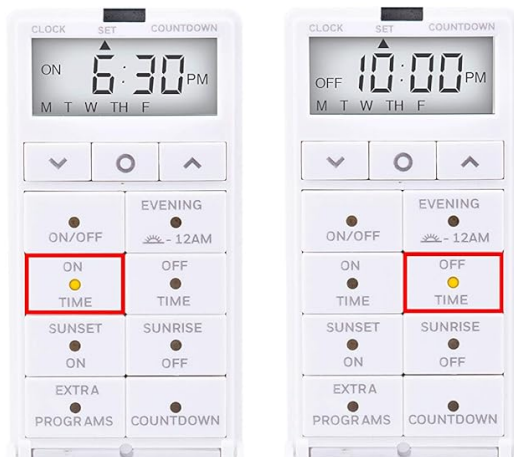 CLOCK SET COUNTDOWN
ON 6:30 PM
M T W TH F
ON/OFF
EVENING
- 12AM
ON
TIME
OFF
TIME
SUNSET
ON
SUNRISE
OFF
EXTRA
PROGRAMS
COUNTDOWN
CLOCK SET COUNTDOWN
OFF 10:00 PM
M T W TH F
ON/OFF
EVENING
- 12AM
ON
TIME
OFF
TIME
SUNSET
ON
SUNRISE
OFF
EXTRA
PROGRAMS
COUNTDOWN